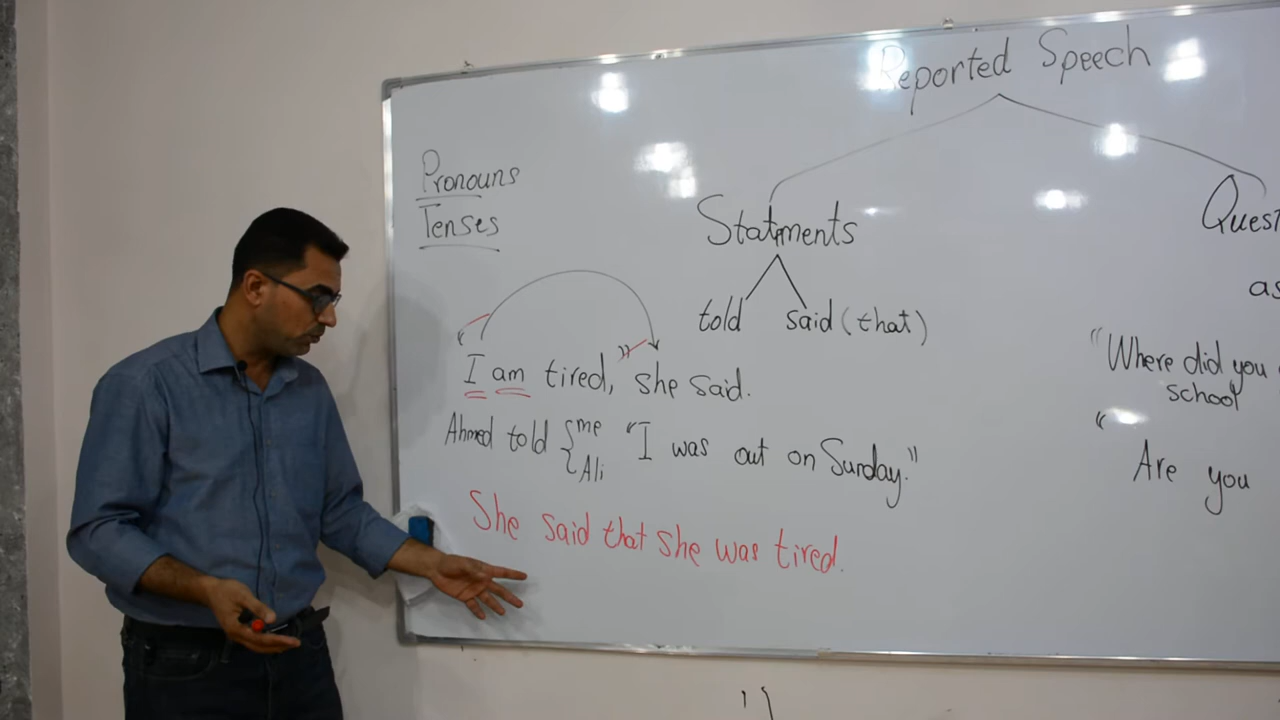 Reported Speech
Pronouns
Tenses
Statments
told said (that)
I am tired," she said.
Ahmed told { me "I was out on Sunday."
Ali
She said that she was tired.
Quest
as
"Where did you
school
"
Are you